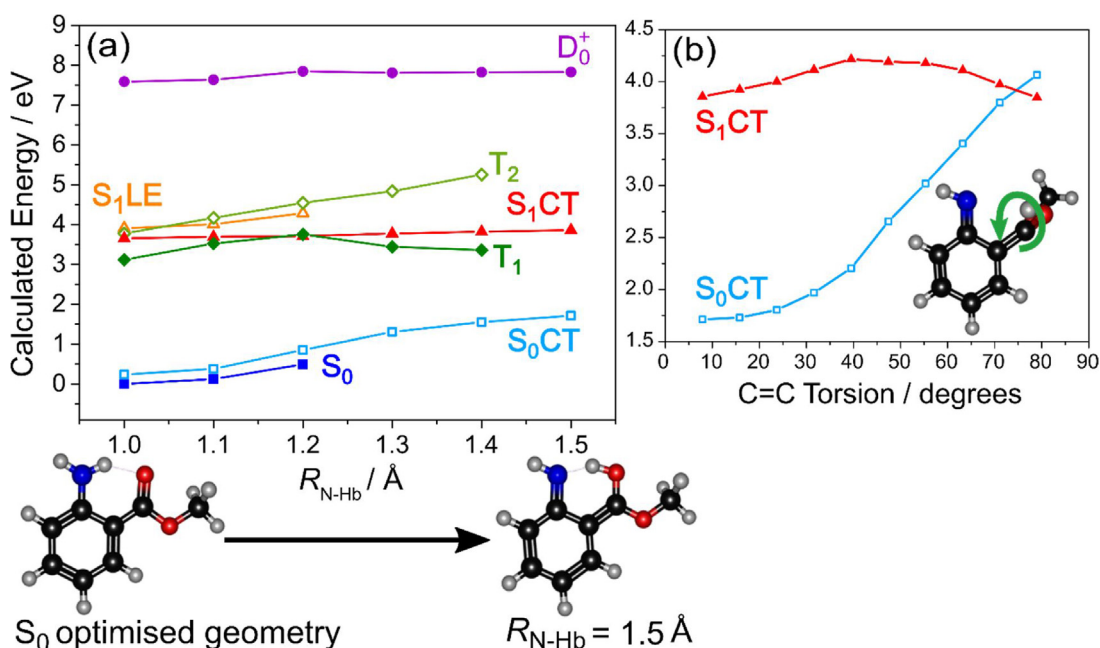 (a)
Calculated Energy / eV
9
8
7
6
5
4
3
2
1
0
D₀⁺
T₂
S₁LE
S₁CT
T₁
S₀CT
S₀
1.0 1.1 1.2 1.3 1.4 1.5
R_N-Hb / Å
(b)
4.5
4.0
3.5
3.0
2.5
2.0
1.5
S₁CT
S₀CT
0 10 20 30 40 50 60 70 80 90
C=C Torsion / degrees
S₀ optimised geometry
R_N-Hb = 1.5 Å